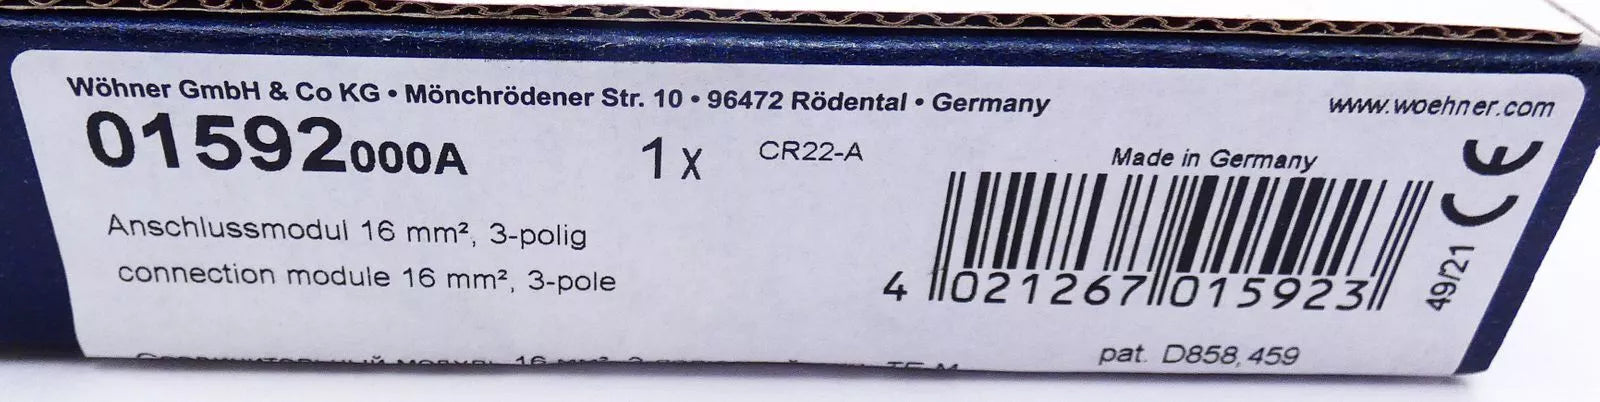 Wöhner GmbH & Co KG • Mönchrödener Str. 10 • 96472 Rödental • Germany
www.woehner.com
01592000A
1 x
CR22-A
Made in Germany
CE
Anschlussmodul 16 mm², 3-polig
connection module 16 mm², 3-pole
4 021267 015923
49/21
pat. D858,459
16